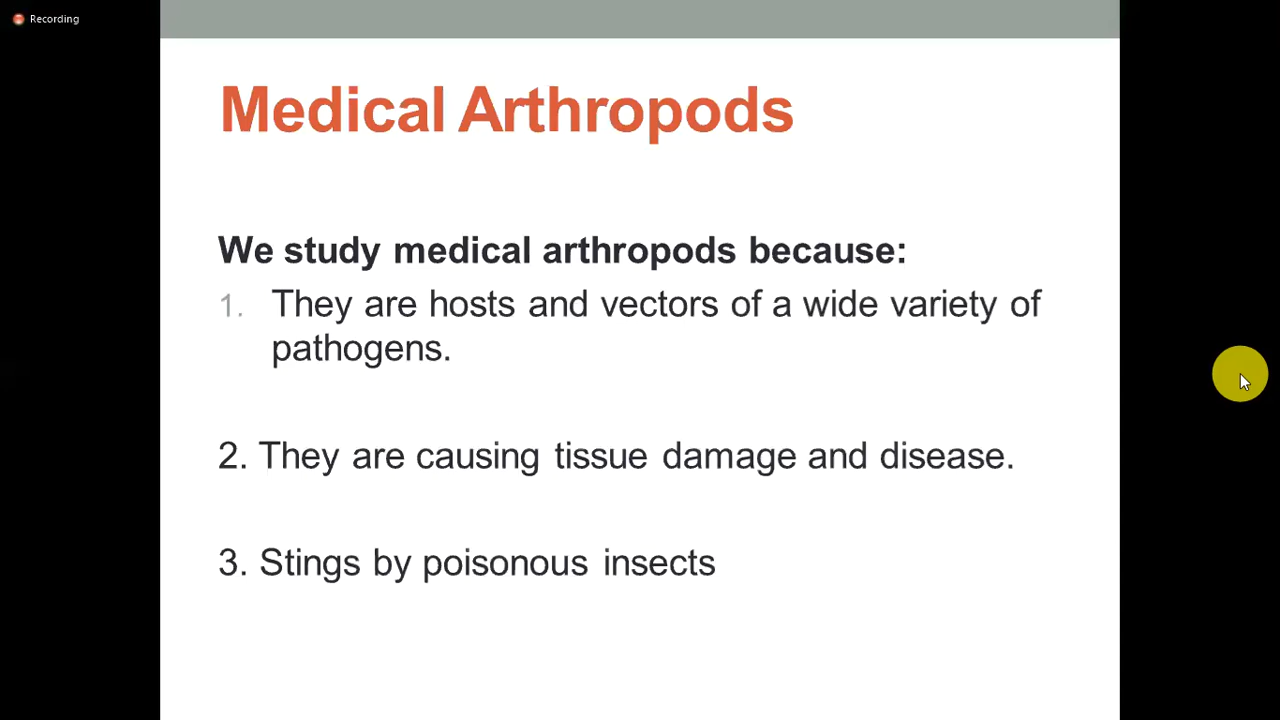 Recording
Medical Arthropods
We study medical arthropods because:
1. They are hosts and vectors of a wide variety of
pathogens.
2. They are causing tissue damage and disease.
3. Stings by poisonous insects